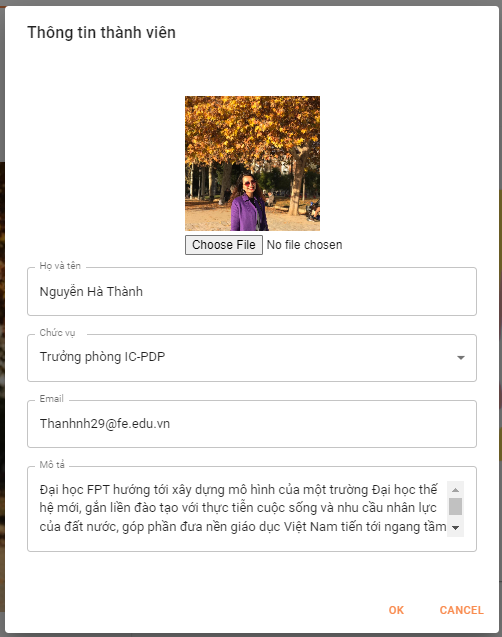 Thông tin thành viên
Choose File No file chosen
Họ và tên
Nguyễn Hà Thành
Chức vụ
Trưởng phòng IC-PDP
Email
Thanhnh29@fe.edu.vn
Mô tả
Đại học FPT hướng tới xây dựng mô hình của một trường Đại học thế
hệ mới, gắn liền đào tạo với thực tiễn cuộc sống và nhu cầu nhân lực
của đất nước, góp phần đưa nền giáo dục Việt Nam tiến tới ngang tầm
OK CANCEL